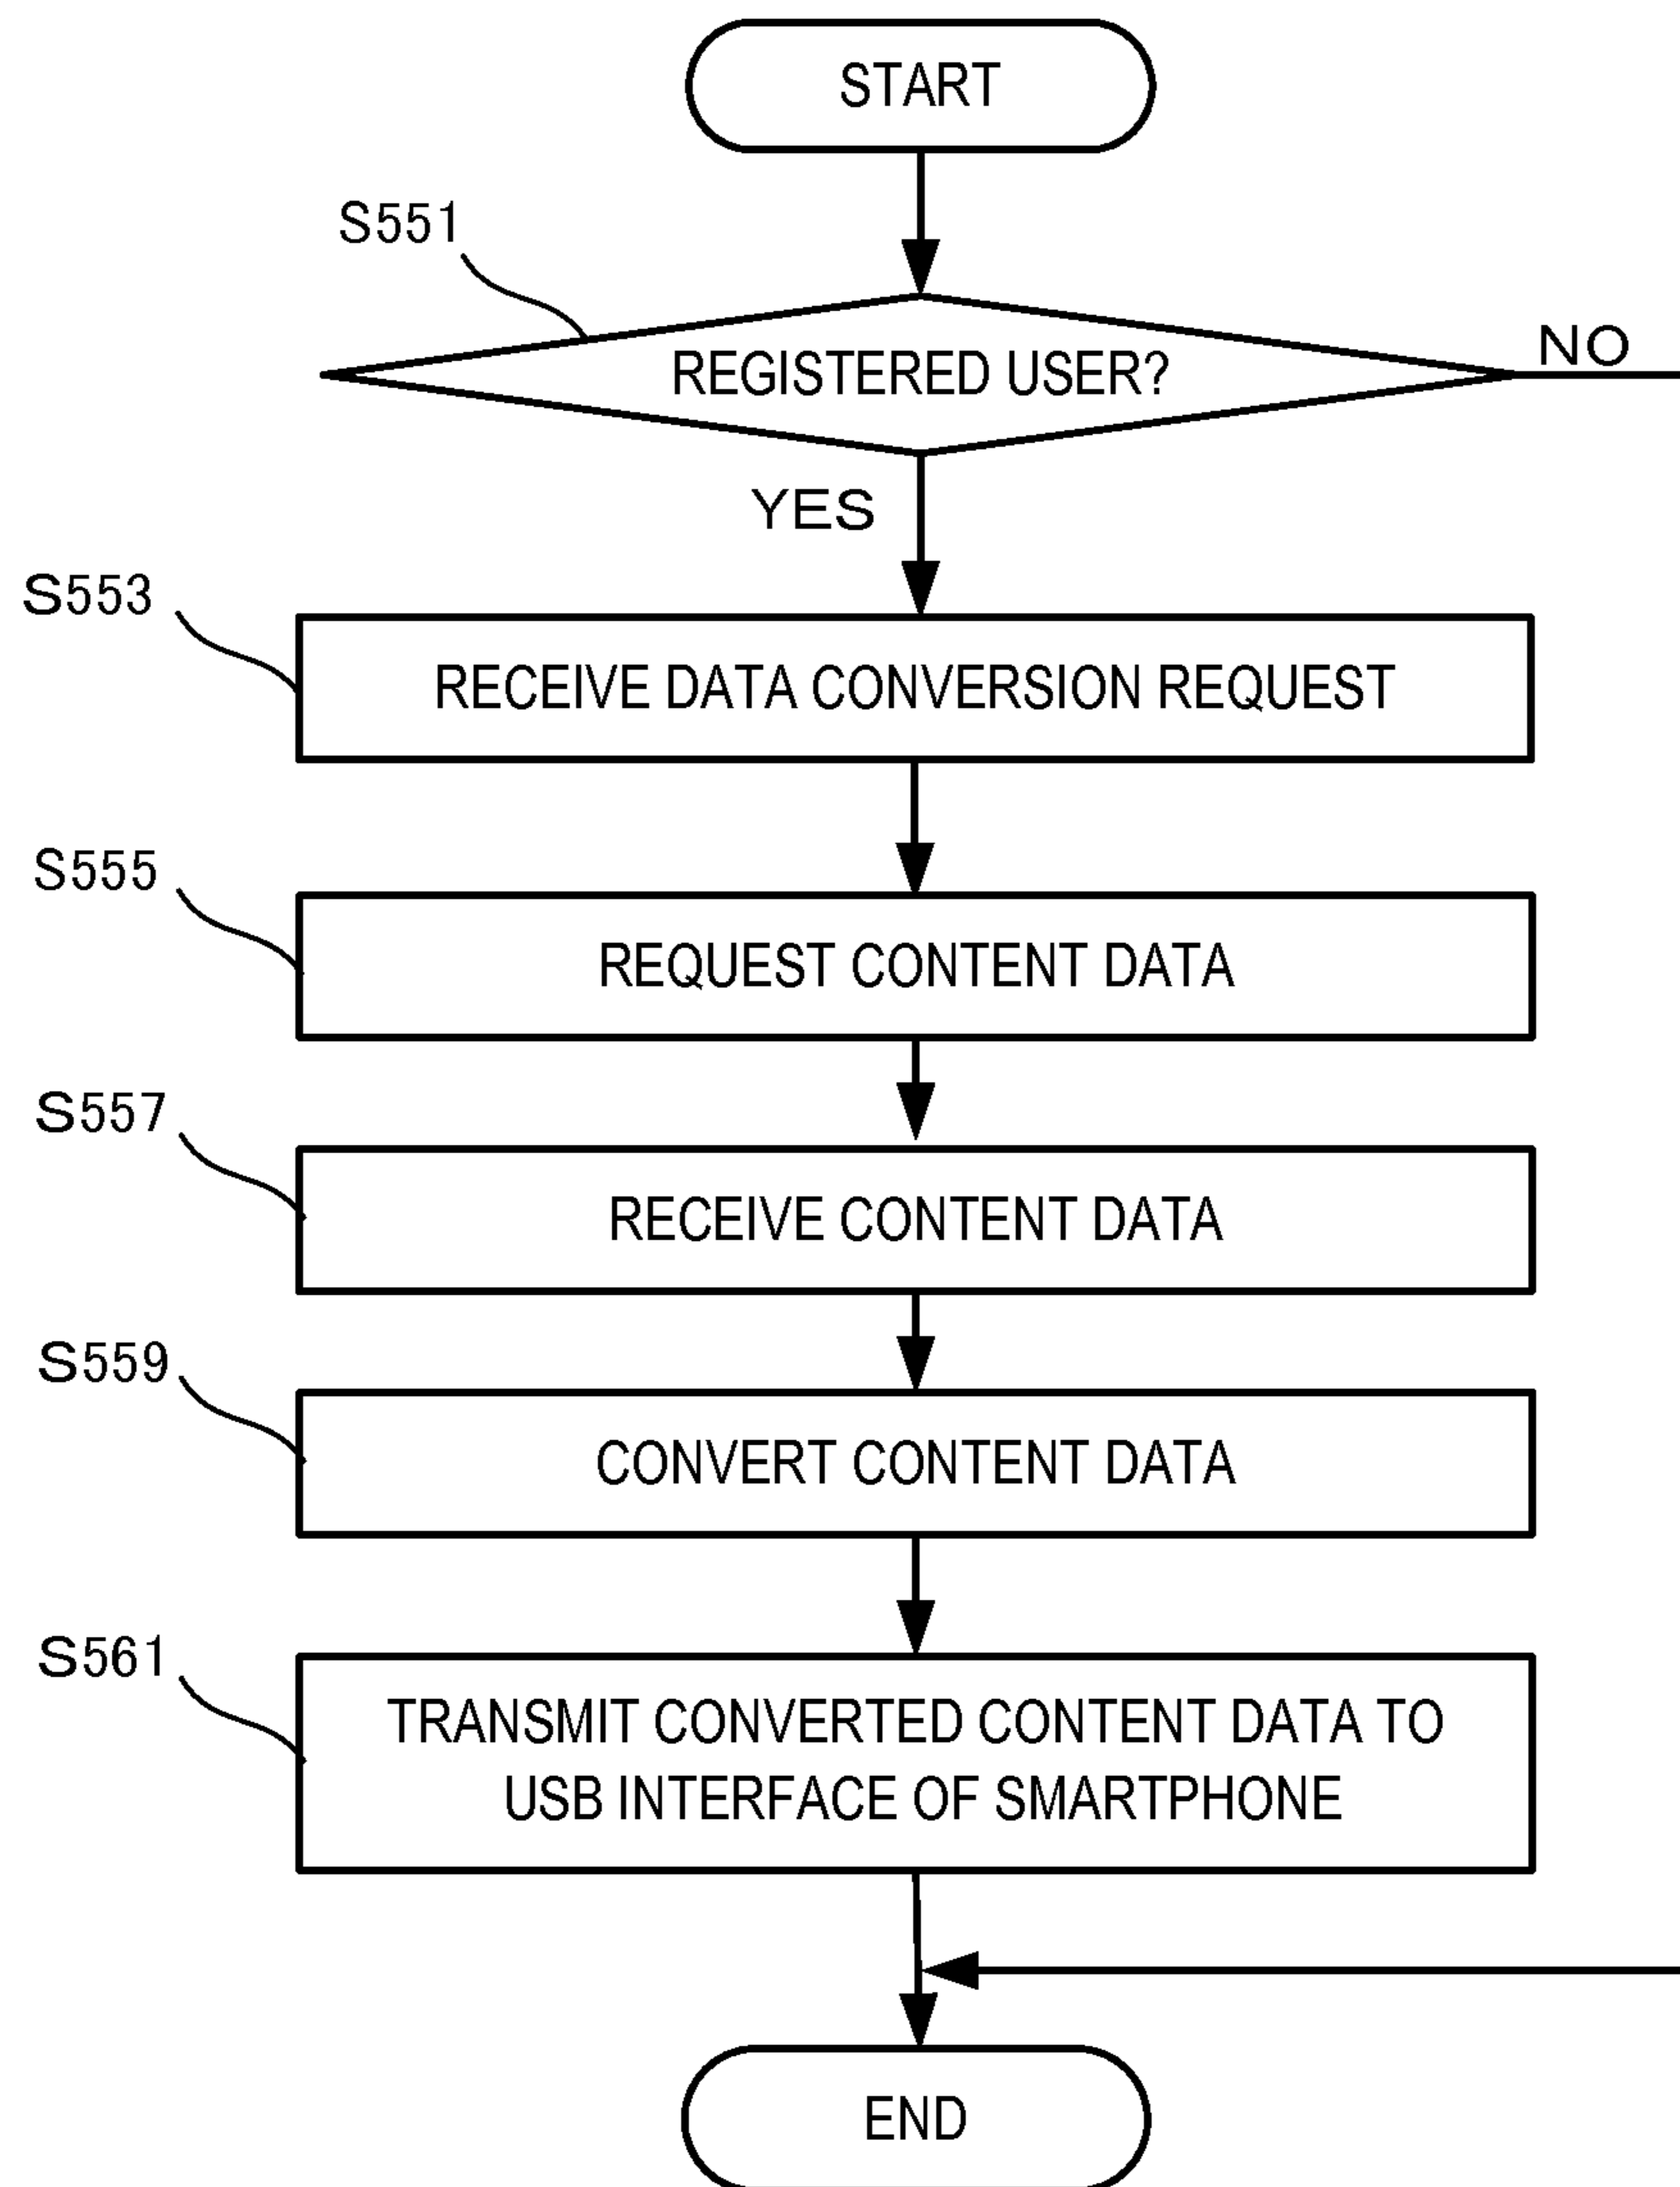 START
S551
REGISTERED USER?
NO
YES
S553
RECEIVE DATA CONVERSION REQUEST
S555
REQUEST CONTENT DATA
S557
RECEIVE CONTENT DATA
S559
CONVERT CONTENT DATA
S561
TRANSMIT CONVERTED CONTENT DATA TO
USB INTERFACE OF SMARTPHONE
END